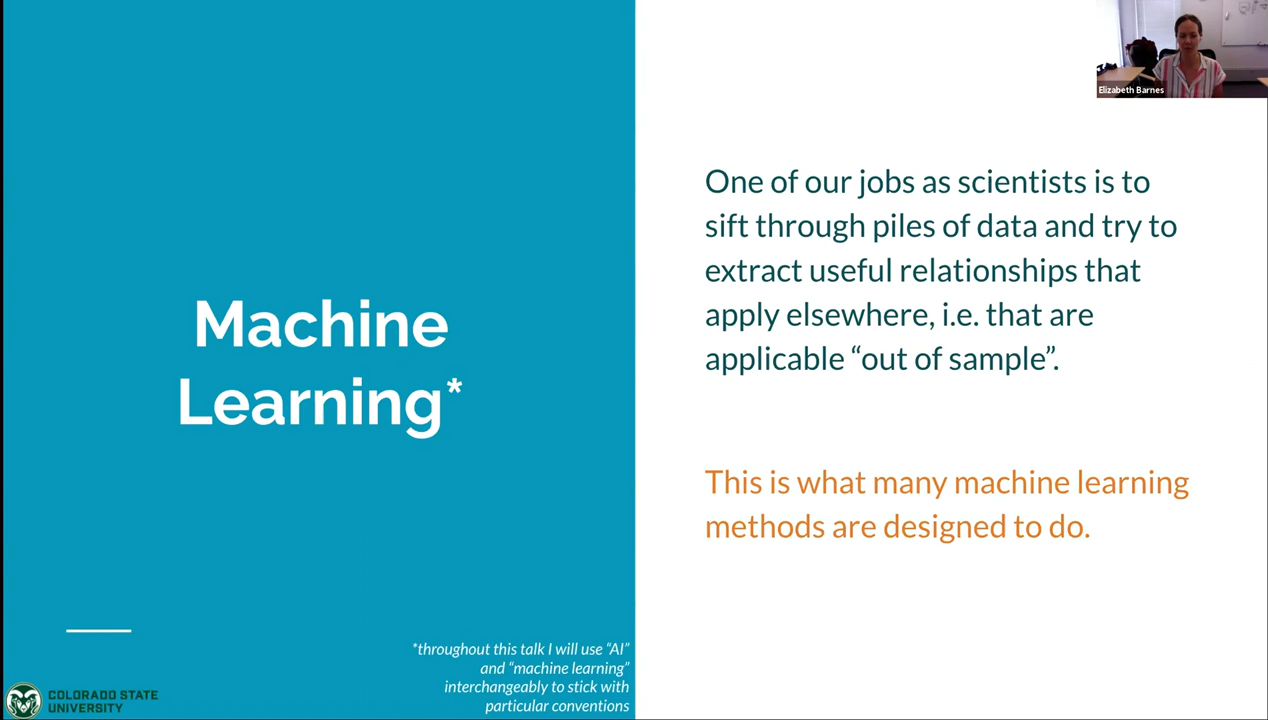 Machine
Learning*
*throughout this talk I will use “AI”
and “machine learning”
interchangeably to stick with
particular conventions
COLORADO STATE
UNIVERSITY
Elizabeth Barnes
One of our jobs as scientists is to
sift through piles of data and try to
extract useful relationships that
apply elsewhere, i.e. that are
applicable “out of sample”.
This is what many machine learning
methods are designed to do.